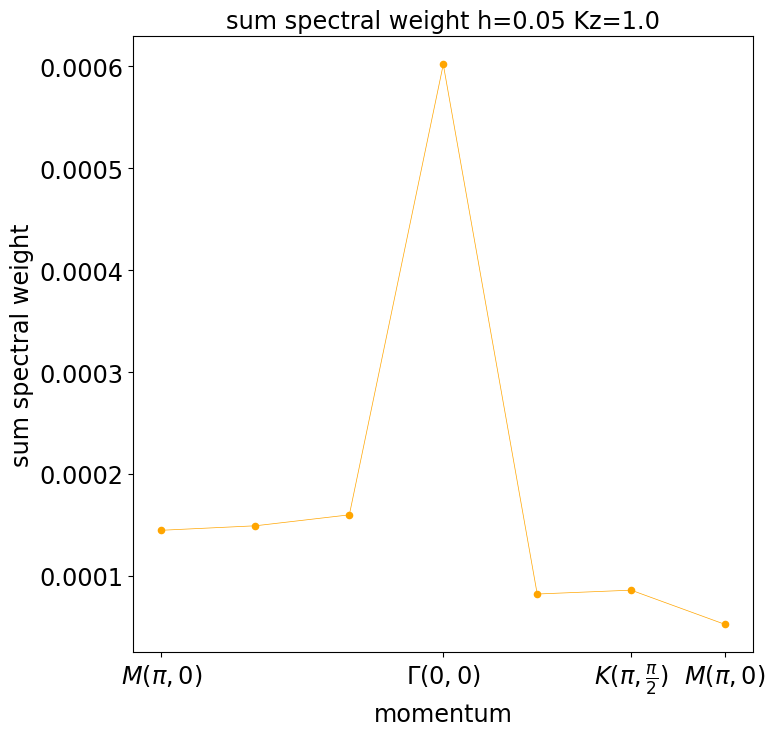 sum spectral weight h=0.05 Kz=1.0
sum spectral weight
0.0006
0.0005
0.0004
0.0003
0.0002
0.0001
M(π, 0)
Γ(0, 0)
K(π, π/2)
M(π, 0)
momentum